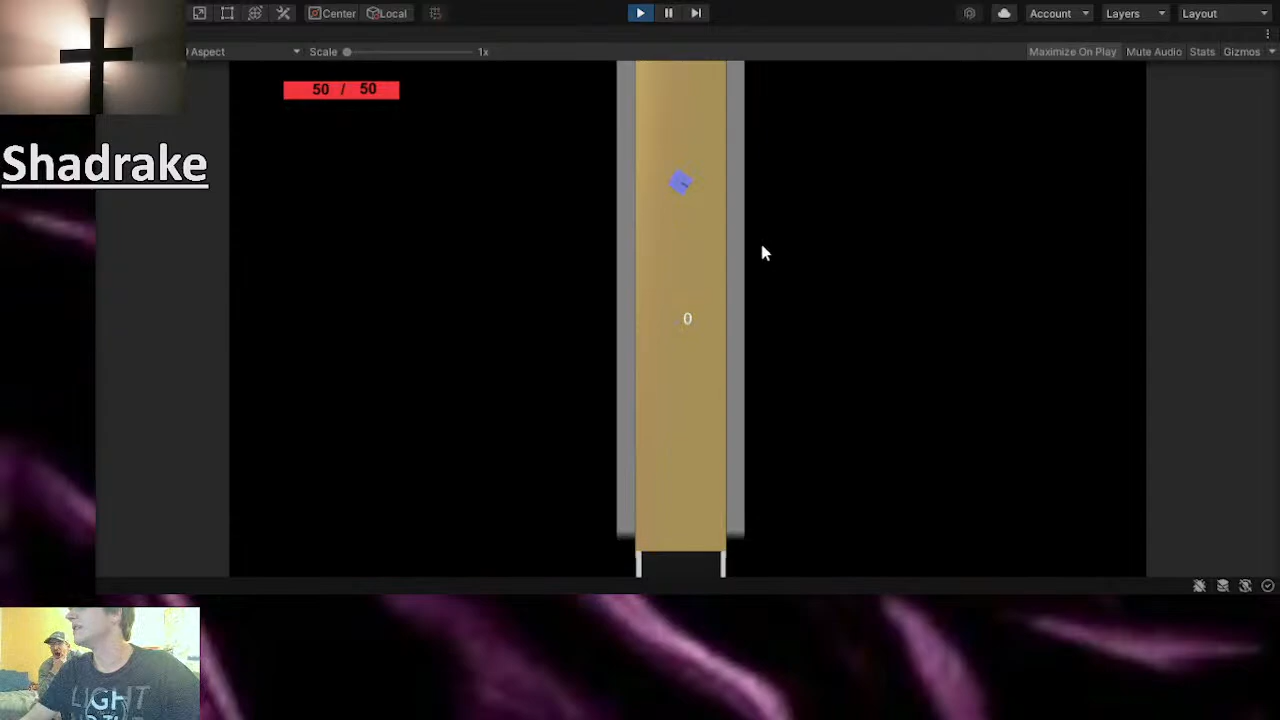 Center Local Account Layers Layout
Aspect Scale 1x Maximize On Play Mute Audio Stats Gizmos
50 / 50
Shadrake
0
LIGHT